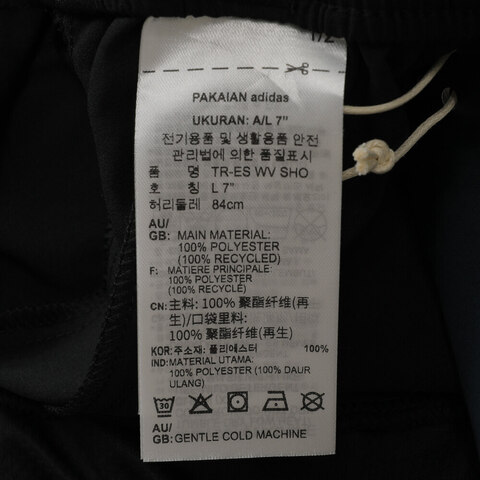 1/2
PAKAIAN adidas
UKURAN: A/L 7"
전기용품 및 생활용품 안전
관리법에 의한 품질표시
품 명 TR-ES WV SHO
호 칭 L 7"
허리둘레 84cm
AU/
GB: MAIN MATERIAL:
100% POLYESTER
(100% RECYCLED)
F: MATIERE PRINCIPALE:
100% POLYESTER
(100% RECYCLÉ)
CN: 主料: 100% 聚酯纤维(再
生)/口袋里料:
100% 聚酯纤维(再生)
KOR: 주소재: 폴리에스터 100%
IND: MATERIAL UTAMA:
100% POLYESTER (100% DAUR
ULANG)
30
AU/
GB: GENTLE COLD MACHINE